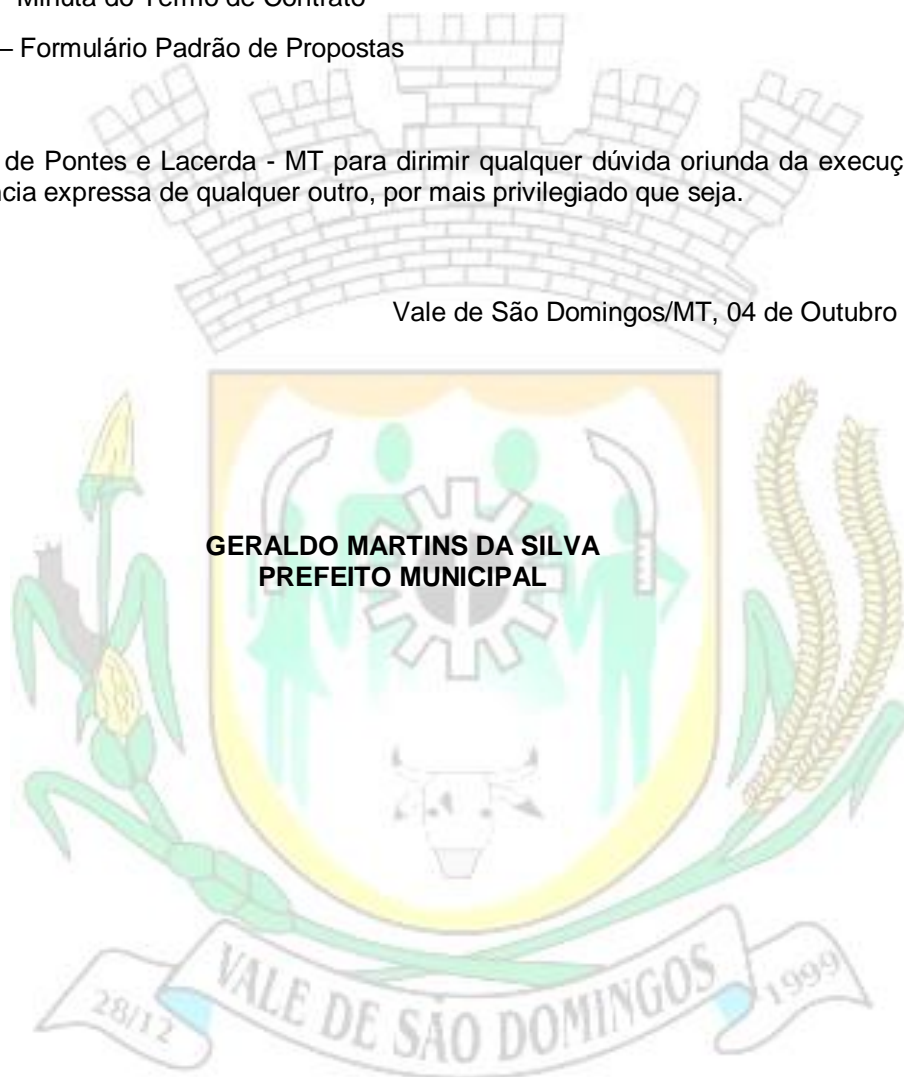 Minuta do Termo de Contrato
– Formulário Padrão de Propostas
de Pontes e Lacerda - MT para dirimir qualquer dúvida oriunda da execuç
ncia expressa de qualquer outro, por mais privilegiado que seja.
Vale de São Domingos/MT, 04 de Outubro
GERALDO MARTINS DA SILVA
PREFEITO MUNICIPAL
28/12 VALE DE SÃO DOMINGOS 1999